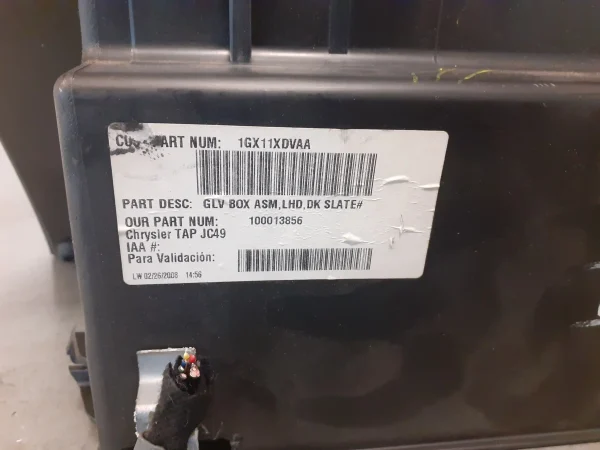 PART NUM: 1GX11XDVAA
PART DESC: GLV BOX ASM,LHD,DK SLATE#
OUR PART NUM: 100013856
Chrysler TAP JC49
IAA #:
Para Validación:
LW 02/26/2008 14:56